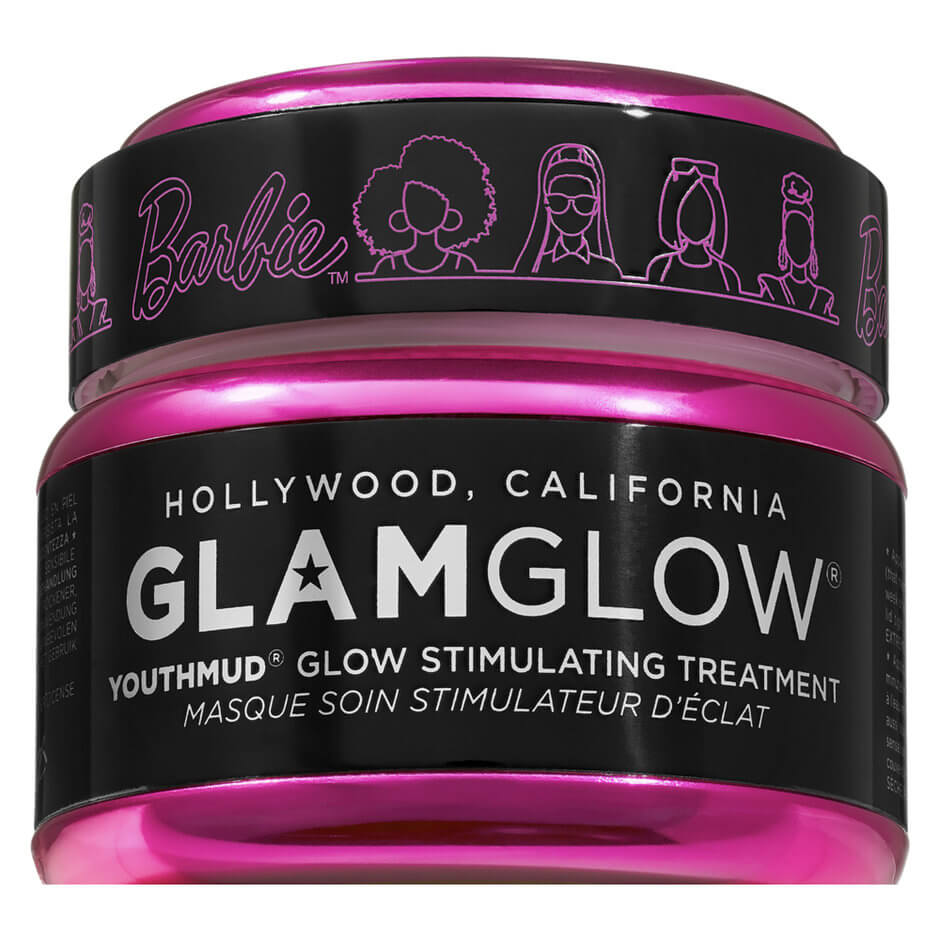 Barbie™
HOLLYWOOD, CALIFORNIA
GLAMGLOW®
YOUTHMUD® GLOW STIMULATING TREATMENT
MASQUE SOIN STIMULATEUR D'ÉCLAT